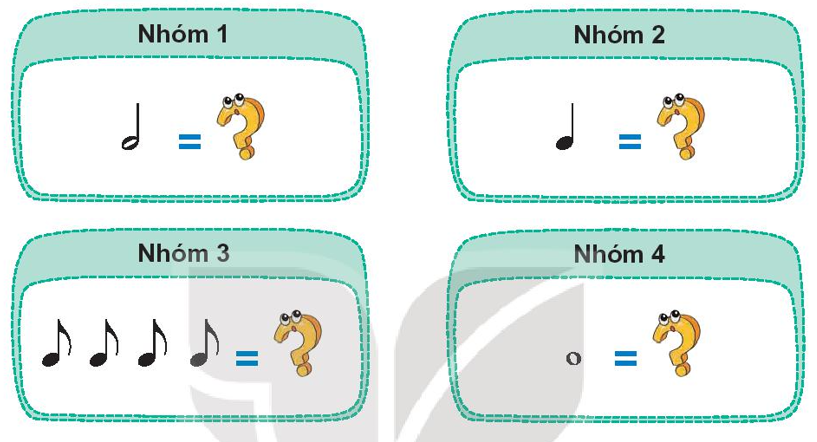 Nhóm 1
Nhóm 2
=
=
Nhóm 3
Nhóm 4
=
=